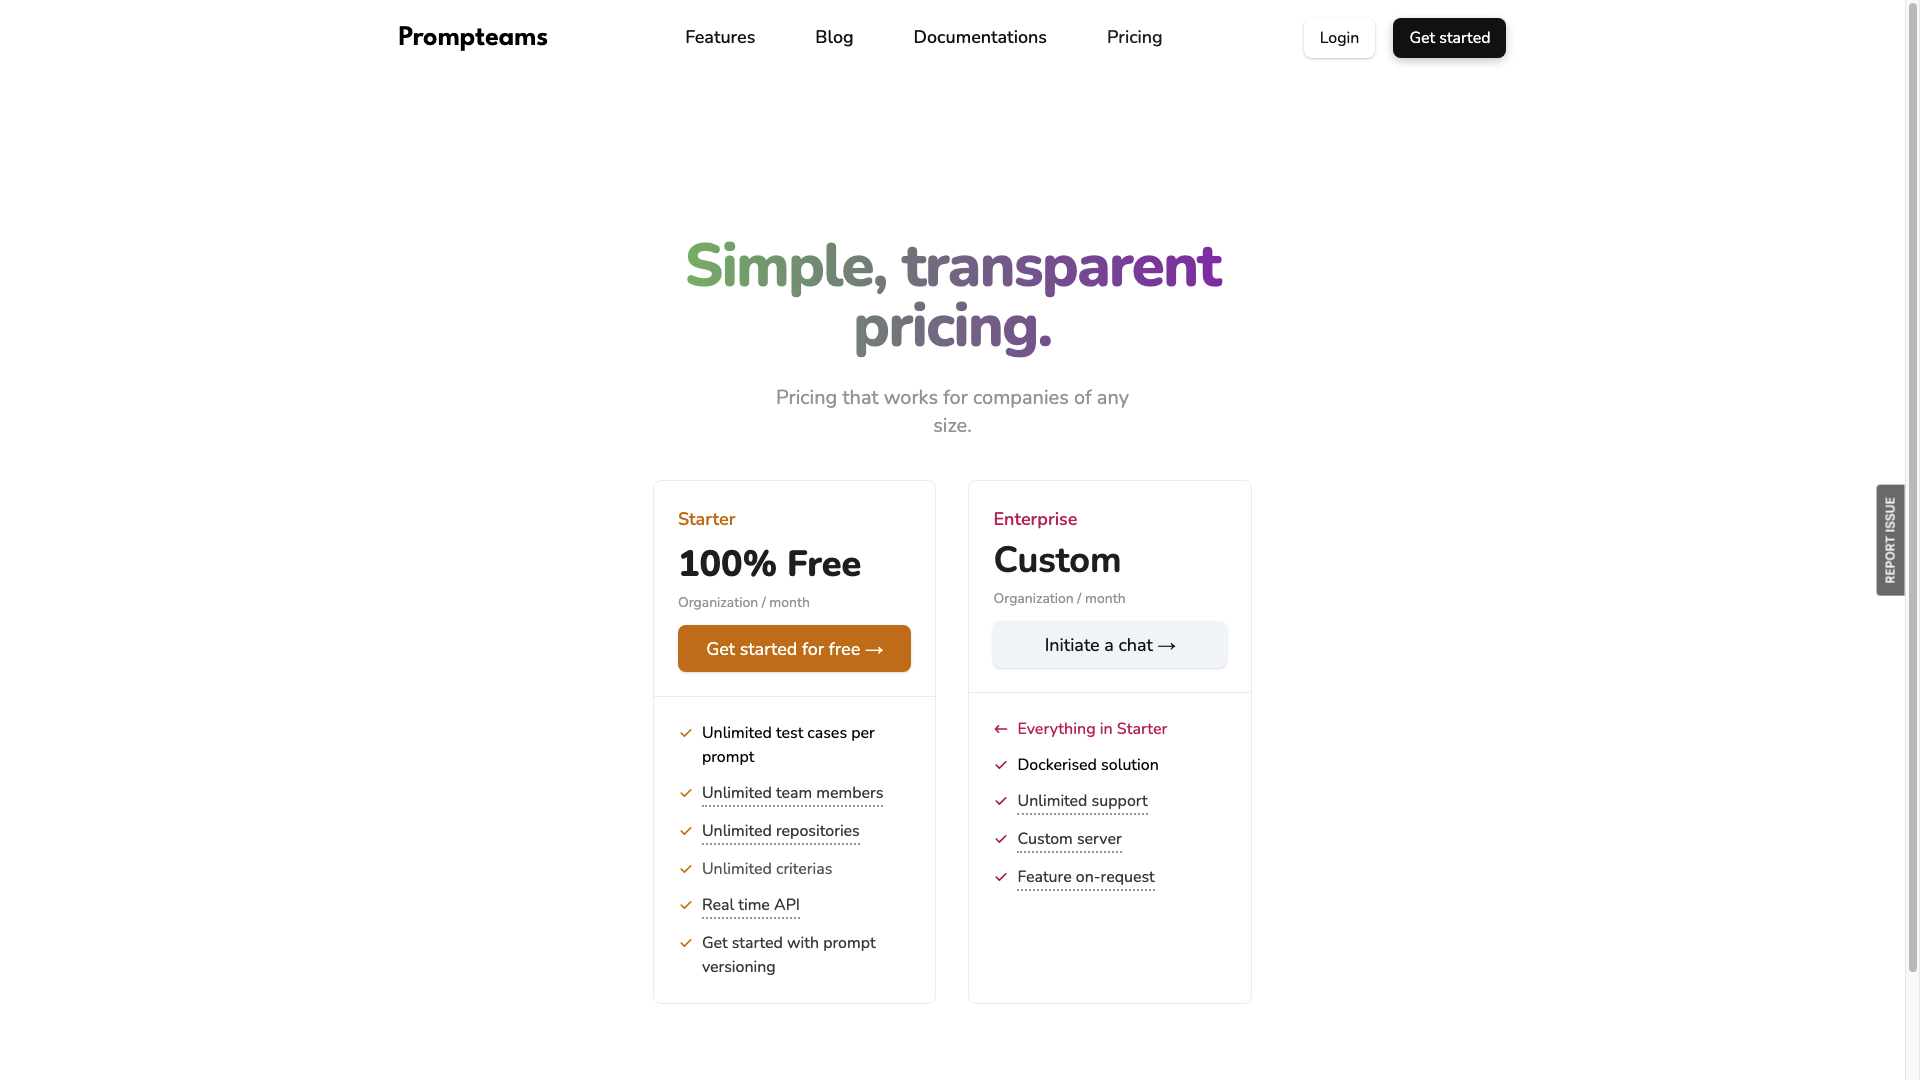 Prompteams
Features
Blog
Documentations
Pricing
Login
Get started
Simple, transparent
pricing.
Pricing that works for companies of any
size.
Starter
100% Free
Organization / month
Get started for free →
Unlimited test cases per
prompt
Unlimited team members
Unlimited repositories
Unlimited criterias
Real time API
Get started with prompt
versioning
Enterprise
Custom
Organization / month
Initiate a chat →
← Everything in Starter
Dockerised solution
Unlimited support
Custom server
Feature on-request
REPORT ISSUE